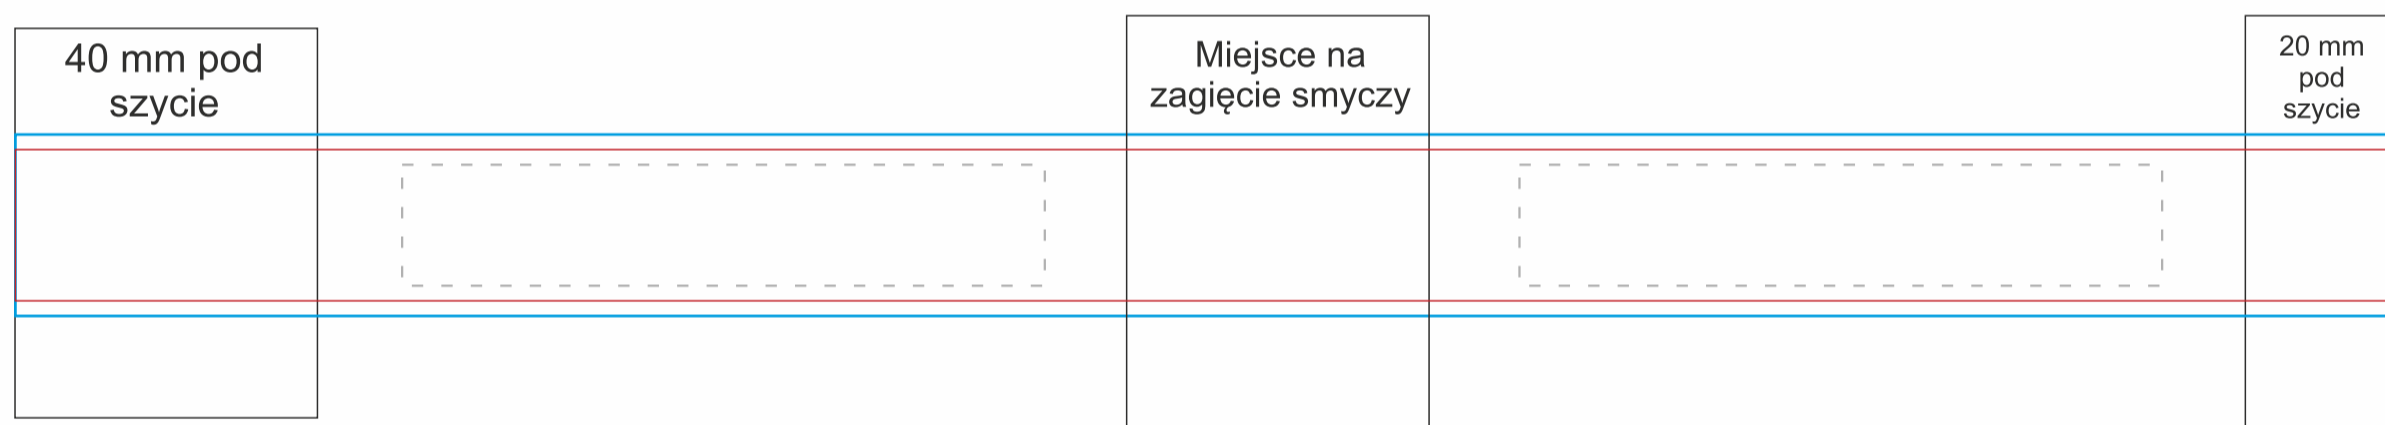 40 mm pod
szycie
Miejsce na
zagięcie smyczy
20 mm
pod
szycie